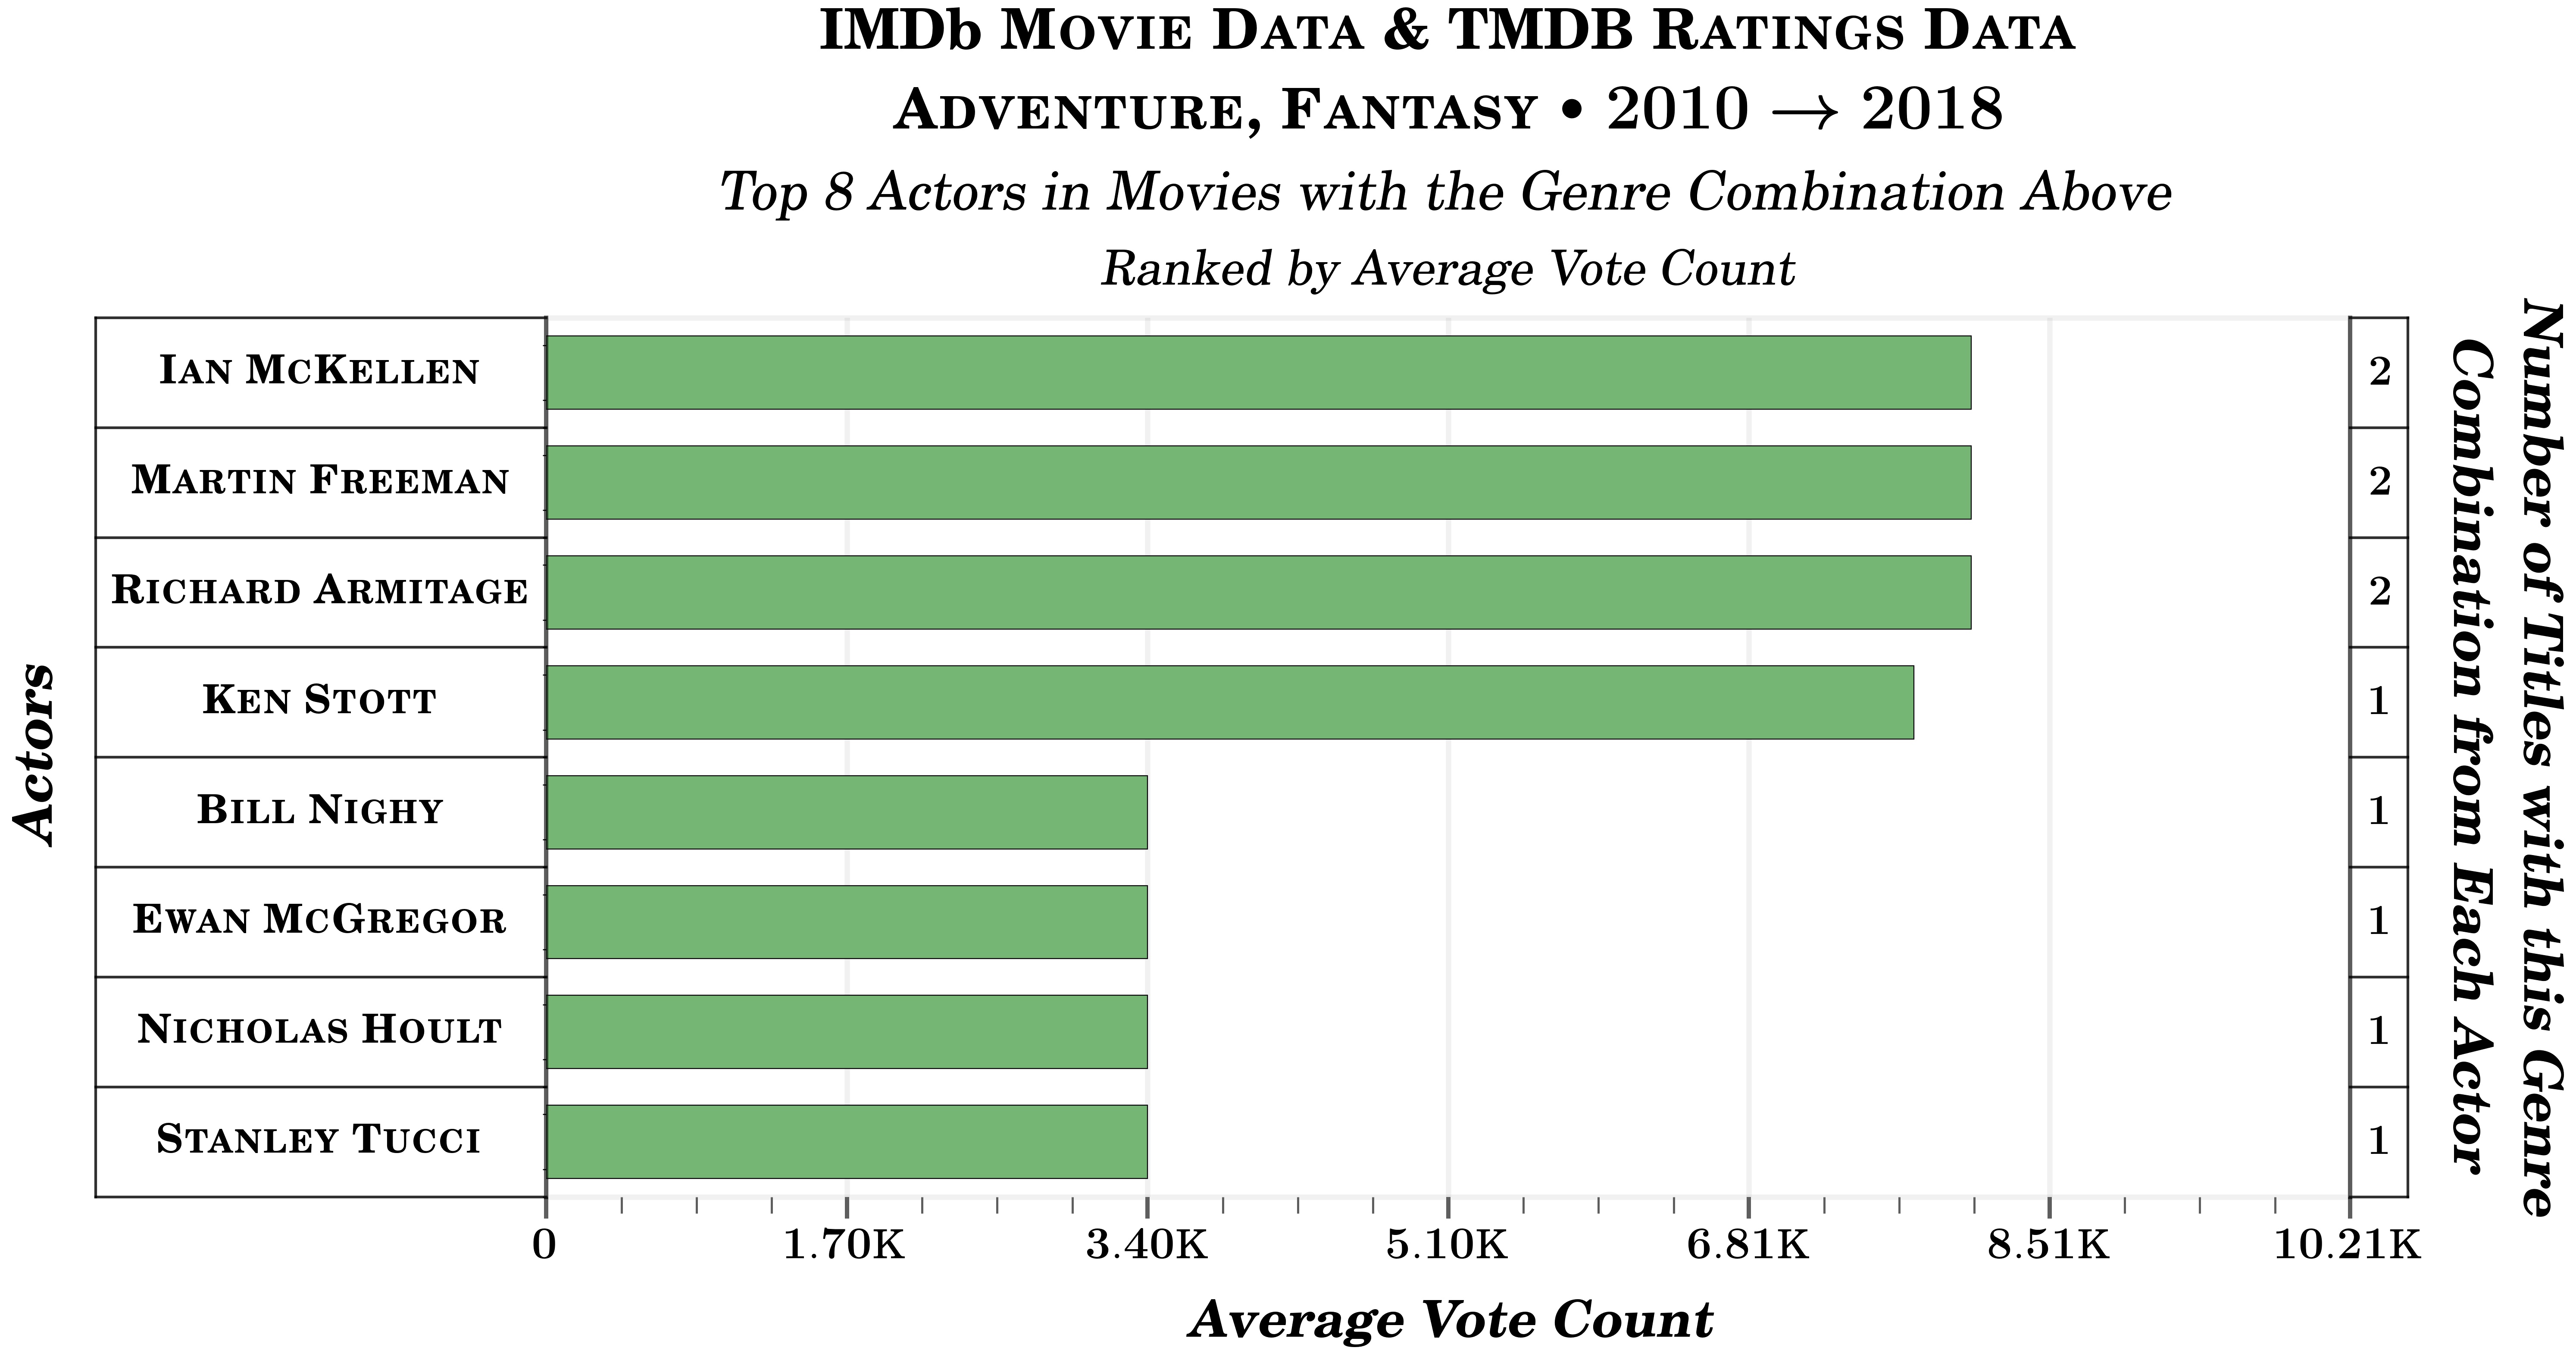 IMDb Movie Data & TMDB Ratings Data
Adventure, Fantasy • 2010 → 2018
Top 8 Actors in Movies with the Genre Combination Above
Ranked by Average Vote Count
Actors
Ian McKellen 2
Martin Freeman 2
Richard Armitage 2
Ken Stott 1
Bill Nighy 1
Ewan McGregor 1
Nicholas Hoult 1
Stanley Tucci 1
Number of Titles with this Genre
Combination from Each Actor
0 1.70K 3.40K 5.10K 6.81K 8.51K 10.21K
Average Vote Count